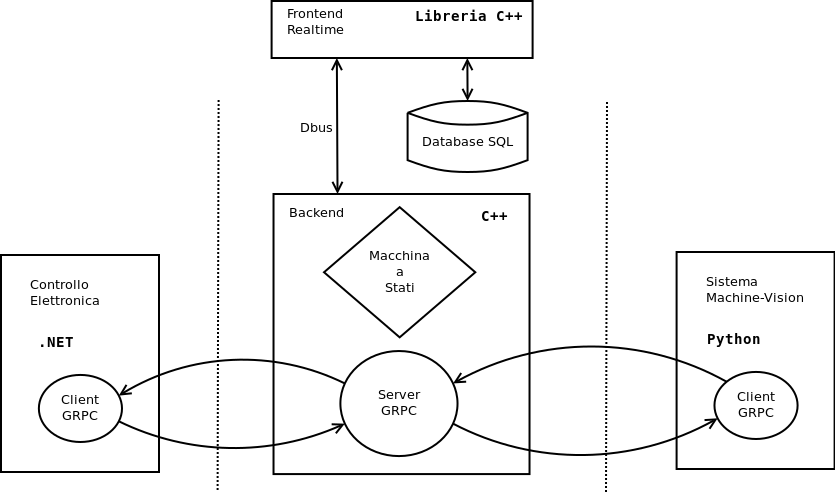 Frontend
Realtime
Libreria C++
Dbus
Database SQL
Backend
C++
Macchina
a
Stati
Controllo
Elettronica
.NET
Client
GRPC
Server
GRPC
Sistema
Machine-Vision
Python
Client
GRPC